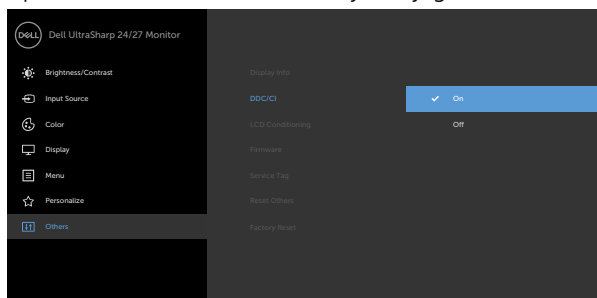 DELL Dell UltraSharp 24/27 Monitor
Brightness/Contrast Display Info
Input Source DDC/CI ✓ On
Color LCD Conditioning Off
Display Firmware
Menu Service Tag
Personalize Reset Others
Others Factory Reset